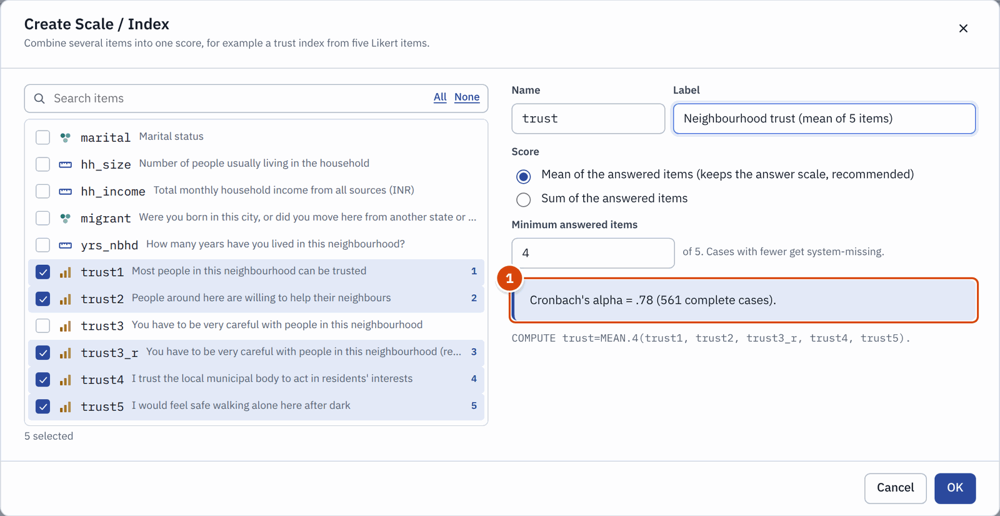 Create Scale / Index
Combine several items into one score, for example a trust index from five Likert items.
Search items
All None
marital Marital status
hh_size Number of people usually living in the household
hh_income Total monthly household income from all sources (INR)
migrant Were you born in this city, or did you move here from another state or ...
yrs_nbhd How many years have you lived in this neighbourhood?
trust1 Most people in this neighbourhood can be trusted 1
trust2 People around here are willing to help their neighbours 2
trust3 You have to be very careful with people in this neighbourhood
trust3_r You have to be very careful with people in this neighbourhood (re... 3
trust4 I trust the local municipal body to act in residents' interests 4
trust5 I would feel safe walking alone here after dark 5
5 selected
Name Label
trust Neighbourhood trust (mean of 5 items)
Score
Mean of the answered items (keeps the answer scale, recommended)
Sum of the answered items
Minimum answered items
4 of 5. Cases with fewer get system-missing.
1
Cronbach's alpha = .78 (561 complete cases).
COMPUTE trust=MEAN.4(trust1, trust2, trust3_r, trust4, trust5).
Cancel OK